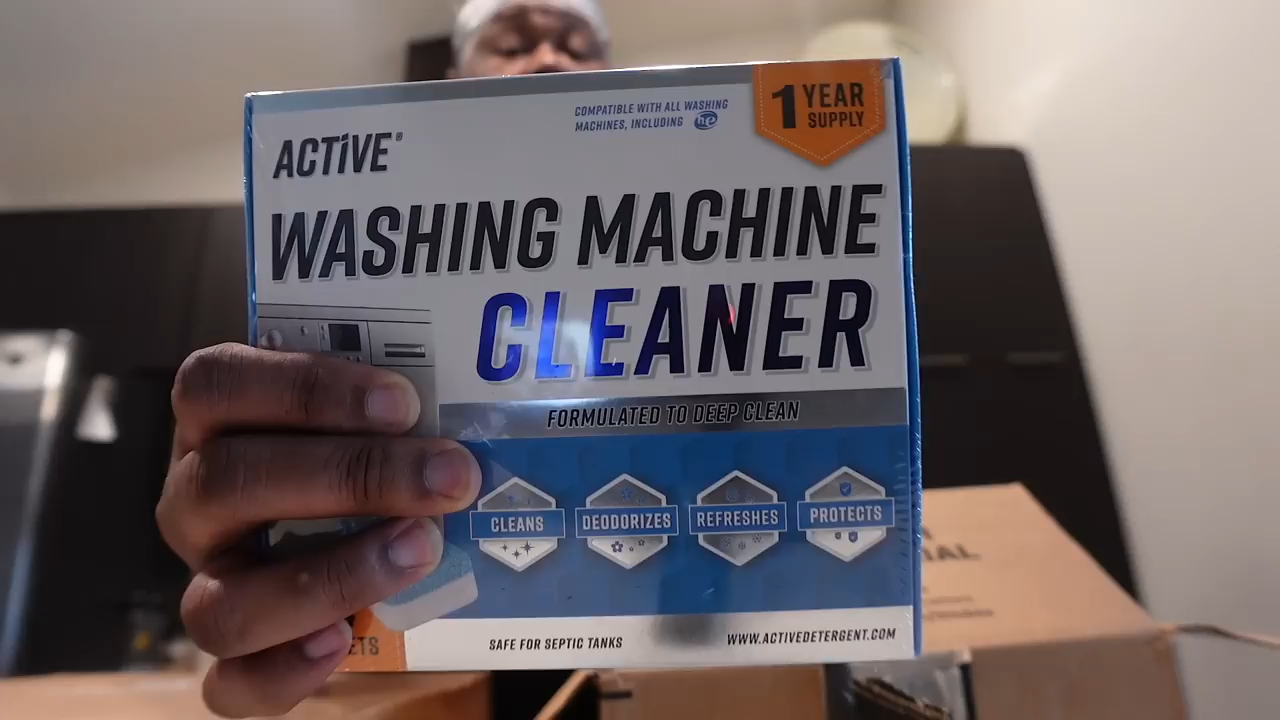 COMPATIBLE WITH ALL WASHING
MACHINES, INCLUDING he
1 YEAR
SUPPLY
ACTIVE®
WASHING MACHINE
CLEANER
FORMULATED TO DEEP CLEAN
CLEANS
DEODORIZES
REFRESHES
PROTECTS
SAFE FOR SEPTIC TANKS
WWW.ACTIVEDETERGENT.COM